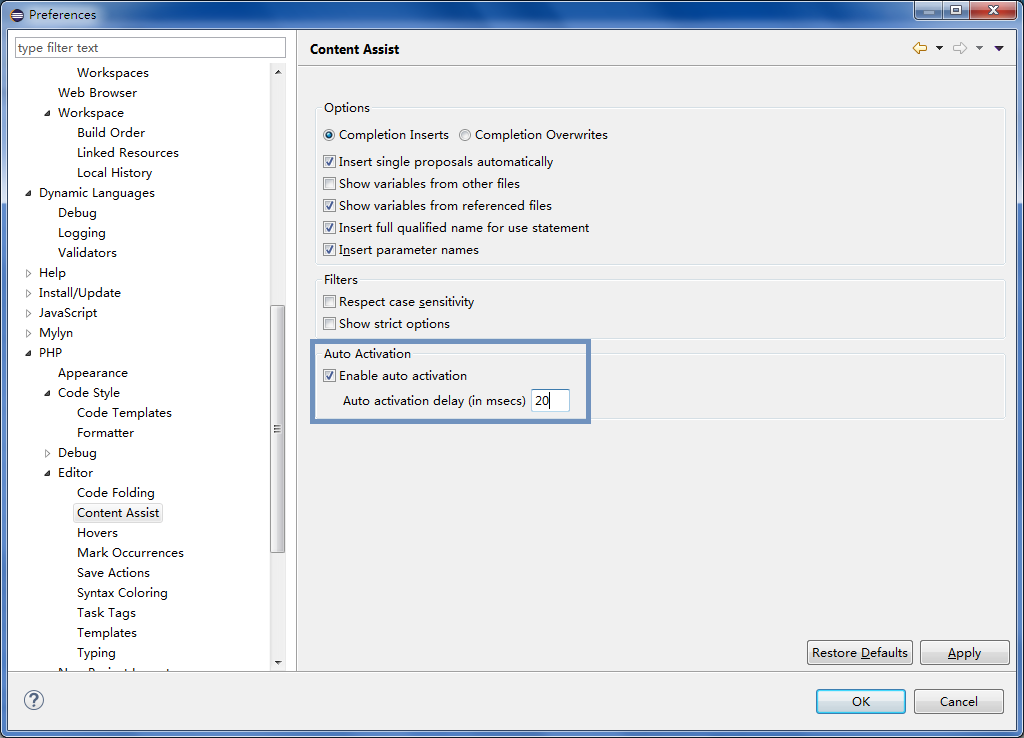 Preferences
type filter text
Workspaces
Web Browser
Workspace
Build Order
Linked Resources
Local History
Dynamic Languages
Debug
Logging
Validators
Help
Install/Update
JavaScript
Mylyn
PHP
Appearance
Code Style
Code Templates
Formatter
Debug
Editor
Code Folding
Content Assist
Hovers
Mark Occurrences
Save Actions
Syntax Coloring
Task Tags
Templates
Typing
Content Assist
Options
Completion Inserts Completion Overwrites
Insert single proposals automatically
Show variables from other files
Show variables from referenced files
Insert full qualified name for use statement
Insert parameter names
Filters
Respect case sensitivity
Show strict options
Auto Activation
Enable auto activation
Auto activation delay (in msecs) 20
Restore Defaults Apply
?
OK Cancel